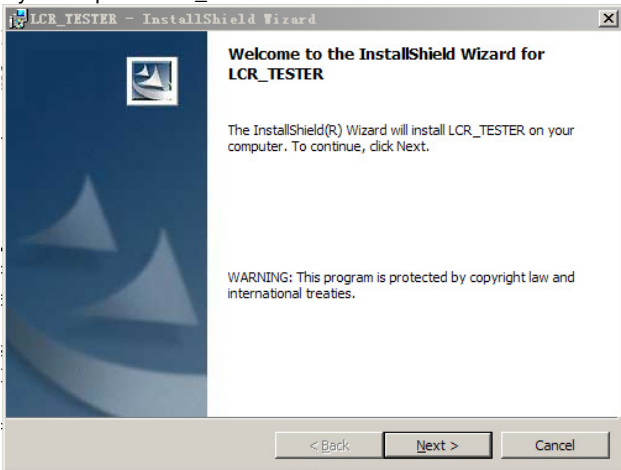 LCR_TESTER - InstallShield Wizard
Welcome to the InstallShield Wizard for
LCR_TESTER
The InstallShield(R) Wizard will install LCR_TESTER on your
computer. To continue, click Next.
WARNING: This program is protected by copyright law and
international treaties.
< Back
Next >
Cancel